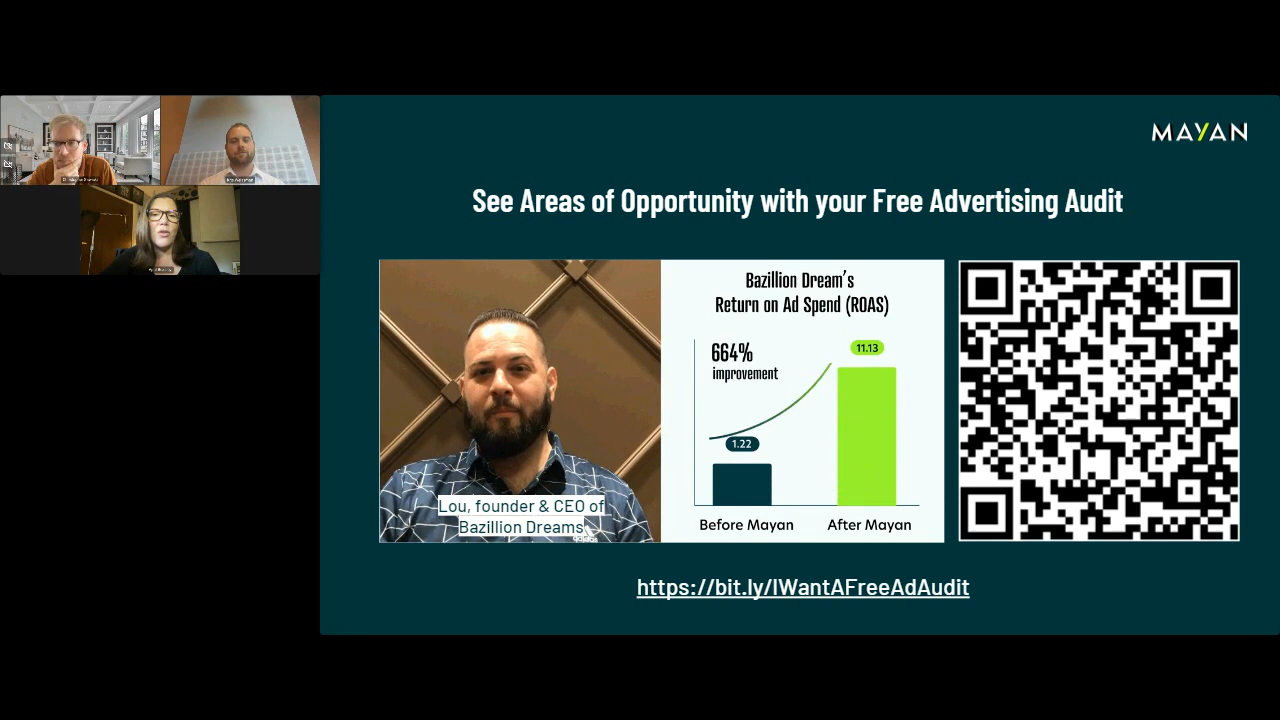 MAYAN
See Areas of Opportunity with your Free Advertising Audit
Lou, founder & CEO of
Bazillion Dreams
Bazillion Dream's
Return on Ad Spend (ROAS)
664%
improvement
11.13
1.22
Before Mayan
After Mayan
https://bit.ly/IWantAFreeAdAudit